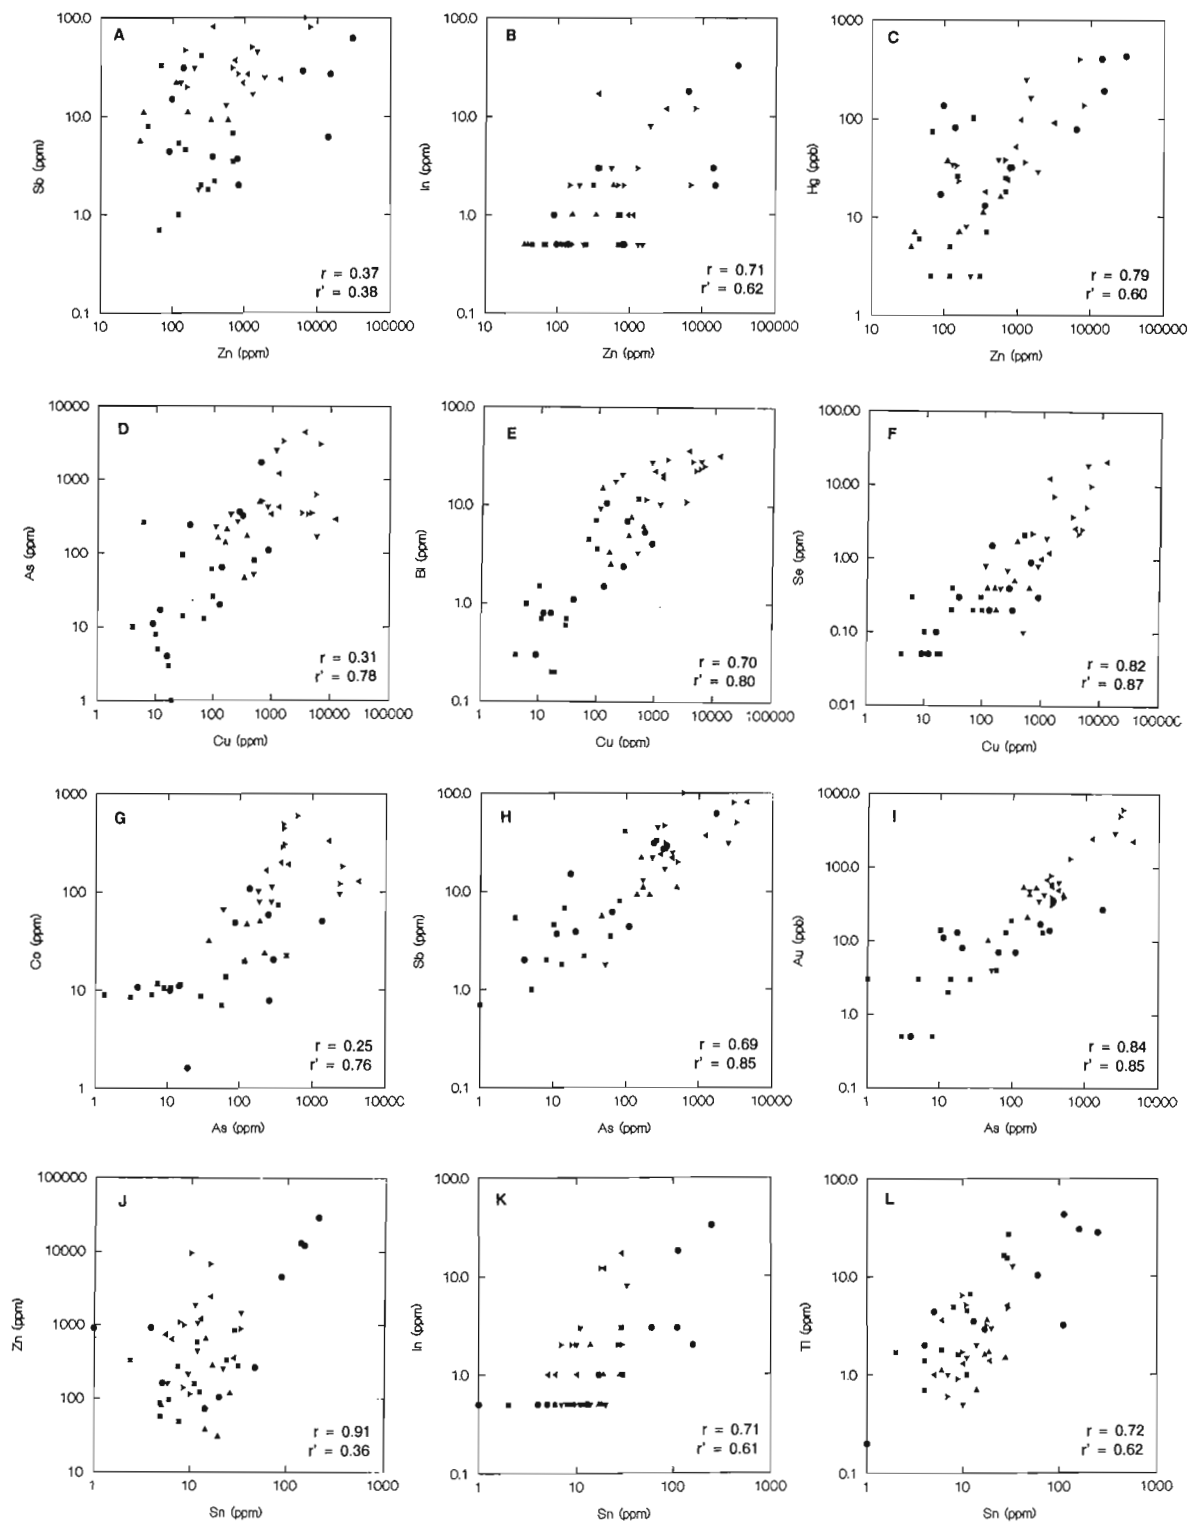 A
100.0
10.0
1.0
0.1
Sb (ppm)
10 100 1000 10000 100000
Zn (ppm)
r = 0.37
r' = 0.38
B
100.0
10.0
1.0
0.1
In (ppm)
10 100 1000 10000 100000
Zn (ppm)
r = 0.71
r' = 0.62
C
1000
100
10
1
Hg (ppb)
10 100 1000 10000 100000
Zn (ppm)
r = 0.79
r' = 0.60
D
10000
1000
100
10
1
As (ppm)
1 10 100 1000 10000 100000
Cu (ppm)
r = 0.31
r' = 0.78
E
100.0
10.0
1.0
0.1
Bi (ppm)
1 10 100 1000 10000 100000
Cu (ppm)
r = 0.70
r' = 0.80
F
100.00
10.00
1.00
0.10
0.01
Se (ppm)
1 10 100 1000 10000 100000
Cu (ppm)
r = 0.82
r' = 0.87
G
1000
100
10
1
Co (ppm)
1 10 100 1000 10000
As (ppm)
r = 0.25
r' = 0.76
H
100.0
10.0
1.0
0.1
Sb (ppm)
1 10 100 1000 10000
As (ppm)
r = 0.69
r' = 0.85
I
1000.0
100.0
10.0
1.0
0.1
Au (ppb)
1 10 100 1000 10000
As (ppm)
r = 0.84
r' = 0.85
J
100000
10000
1000
100
10
Zn (ppm)
1 10 100 1000
Sn (ppm)
r = 0.91
r' = 0.36
K
100.0
10.0
1.0
0.1
In (ppm)
1 10 100 1000
Sn (ppm)
r = 0.71
r' = 0.61
L
100.0
10.0
1.0
0.1
Tl (ppm)
1 10 100 1000
Sn (ppm)
r = 0.72
r' = 0.62